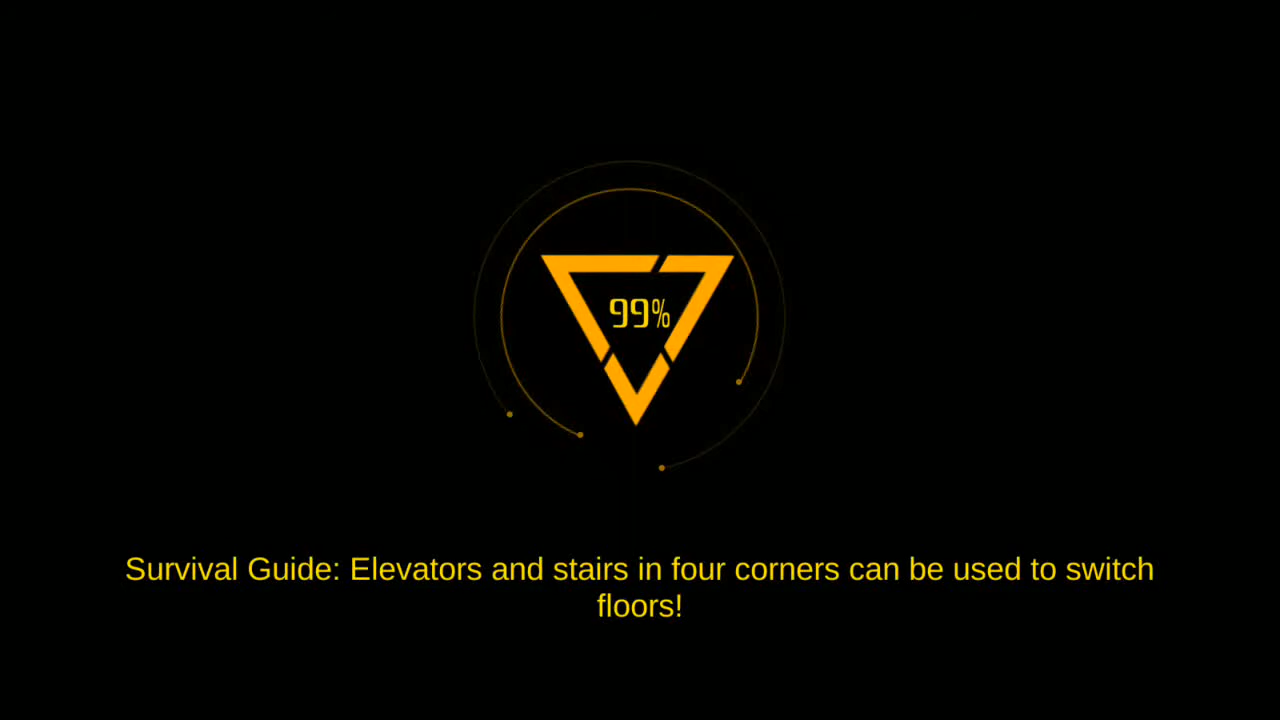 99%
Survival Guide: Elevators and stairs in four corners can be used to switch
floors!